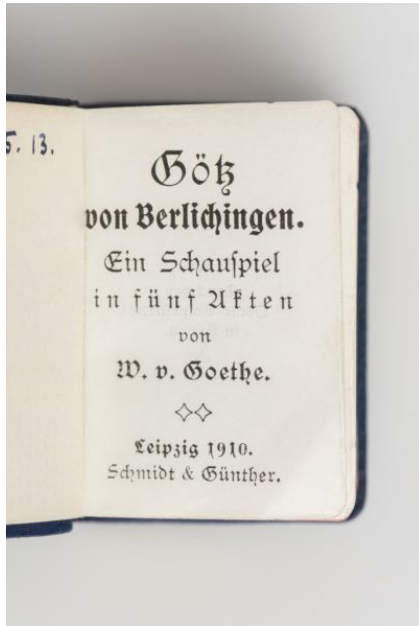 5. 13.
Götz
von Berlichingen.
Ein Schauspiel
in fünf Akten
von
W. v. Goethe.
Leipzig 1910.
Schmidt & Günther.